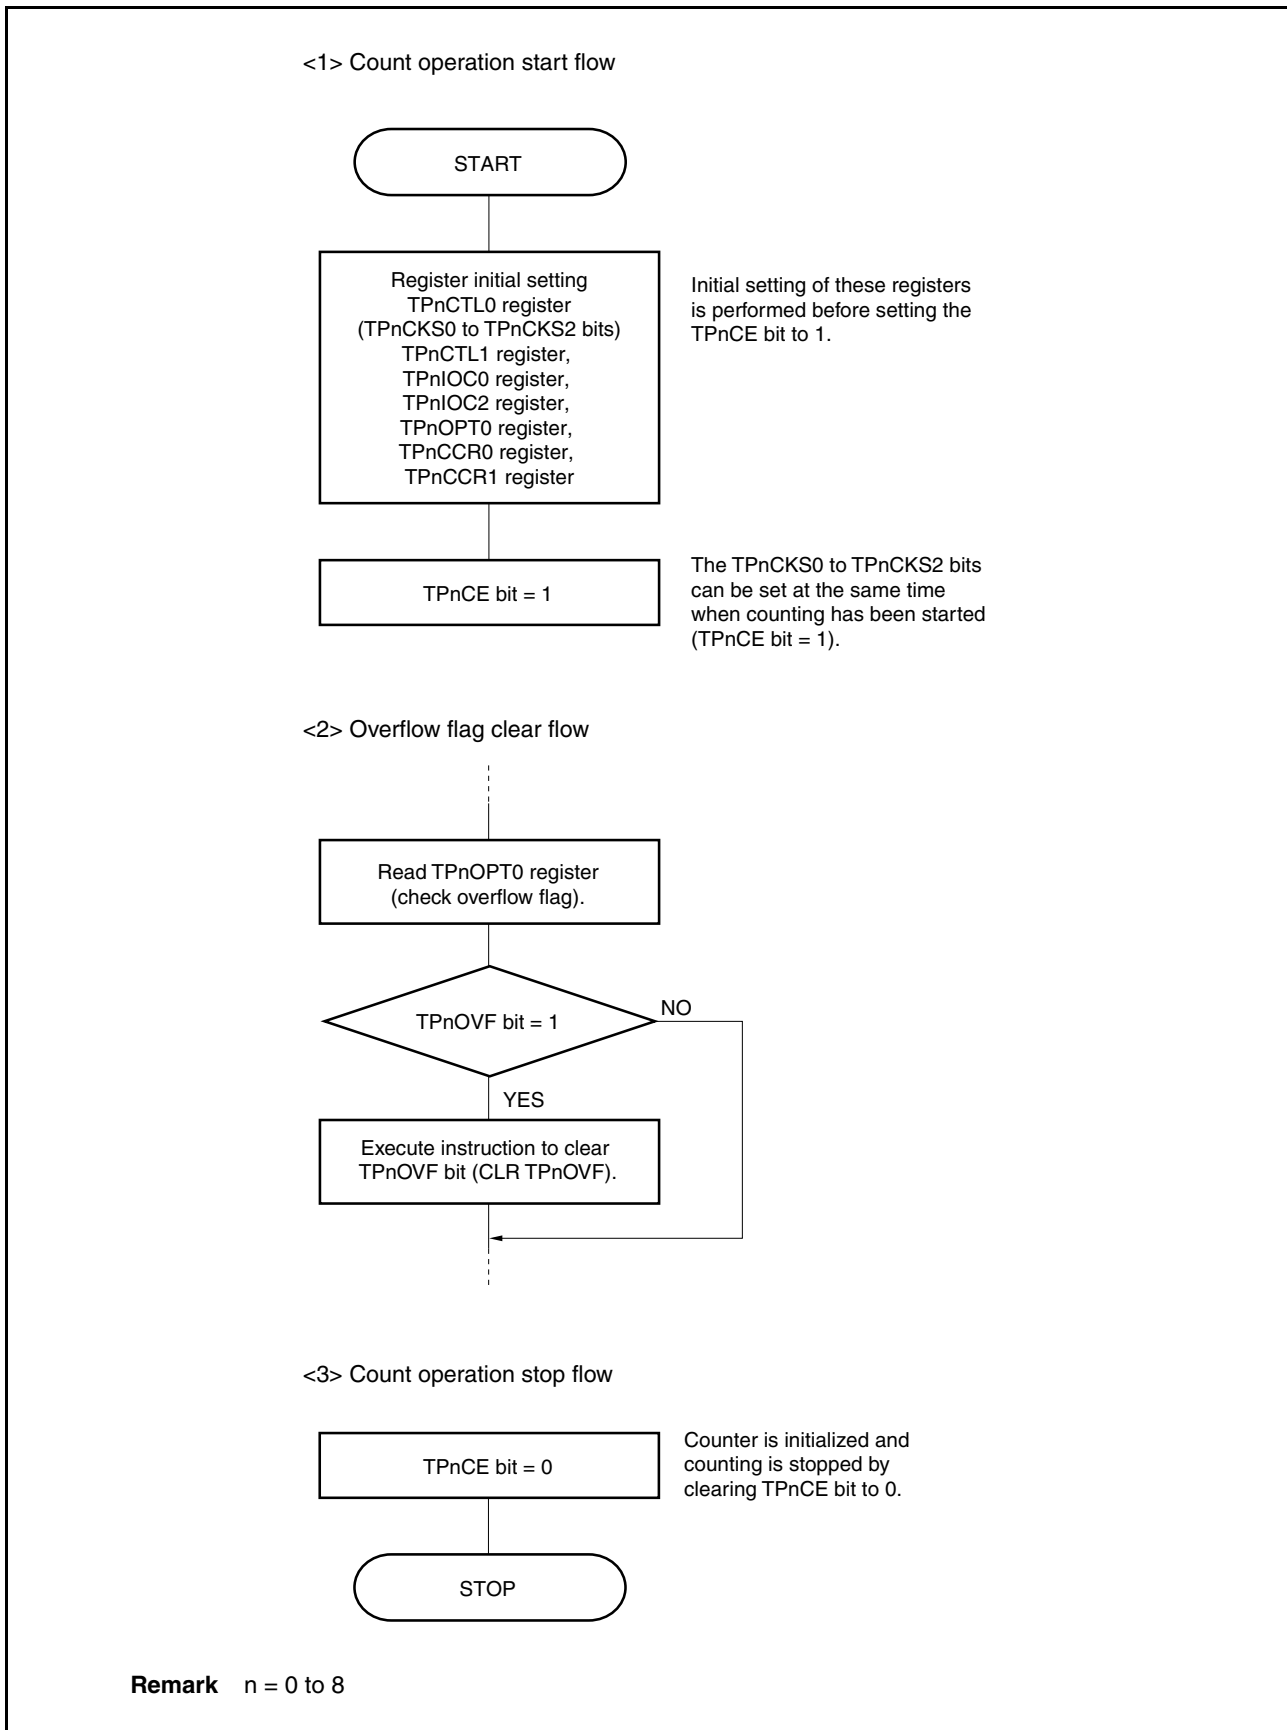 <1> Count operation start flow
START
Register initial setting
TPnCTL0 register
(TPnCKS0 to TPnCKS2 bits)
TPnCTL1 register,
TPnIOC0 register,
TPnIOC2 register,
TPnOPT0 register,
TPnCCR0 register,
TPnCCR1 register
Initial setting of these registers
is performed before setting the
TPnCE bit to 1.
TPnCE bit = 1
The TPnCKS0 to TPnCKS2 bits
can be set at the same time
when counting has been started
(TPnCE bit = 1).
<2> Overflow flag clear flow
Read TPnOPT0 register
(check overflow flag).
TPnOVF bit = 1
NO
YES
Execute instruction to clear
TPnOVF bit (CLR TPnOVF).
<3> Count operation stop flow
TPnCE bit = 0
Counter is initialized and
counting is stopped by
clearing TPnCE bit to 0.
STOP
Remark n = 0 to 8